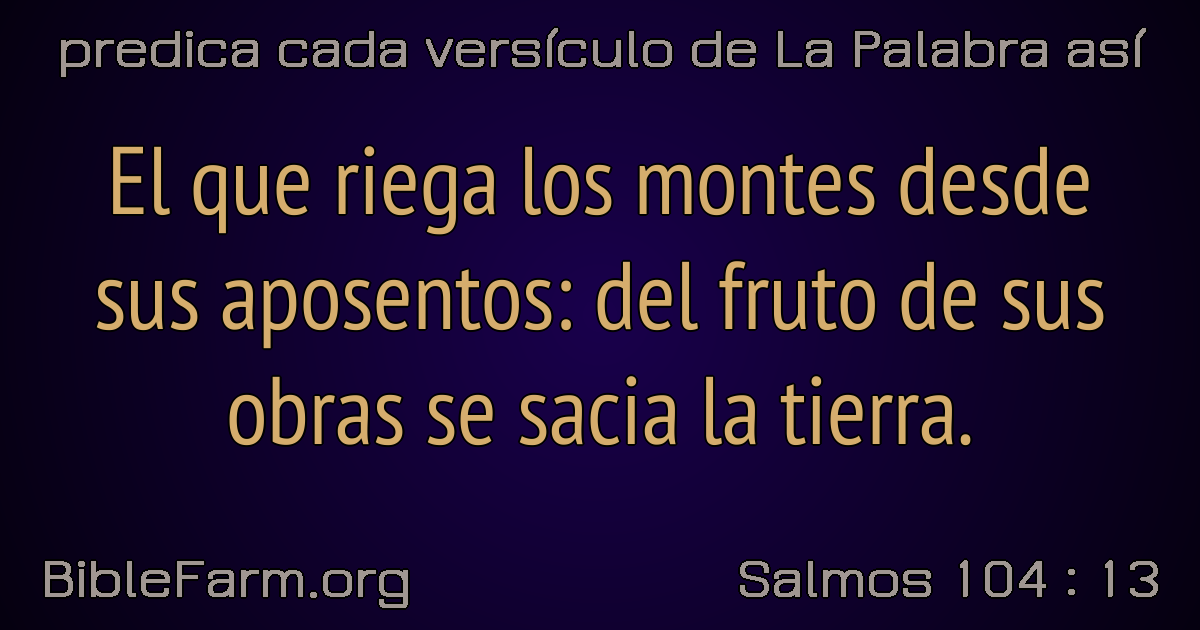 predica cada versículo de La Palabra así
El que riega los montes desde
sus aposentos: del fruto de sus
obras se sacia la tierra.
BibleFarm.org
Salmos 104 : 13